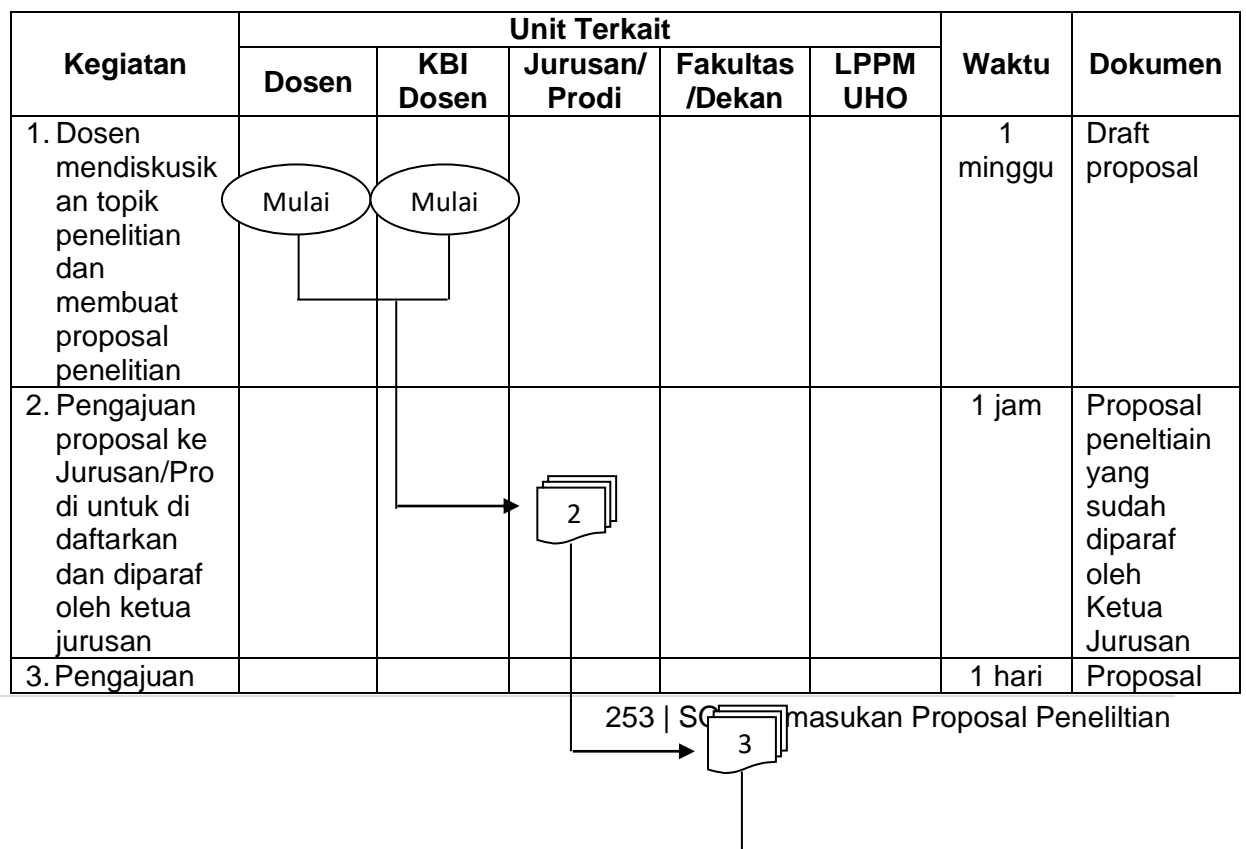 Kegiatan
Unit Terkait
Waktu
Dokumen
Dosen
KBI
Dosen
Jurusan/
Prodi
Fakultas
/Dekan
LPPM
UHO
1. Dosen
mendiskusik
an topik
penelitian
dan
membuat
proposal
penelitian
Mulai
Mulai
1
minggu
Draft
proposal
2. Pengajuan
proposal ke
Jurusan/Pro
di untuk di
daftarkan
dan diparaf
oleh ketua
jurusan
2
1 jam
Proposal
peneltiain
yang
sudah
diparaf
oleh
Ketua
Jurusan
3. Pengajuan
1 hari
Proposal
253 | masukan Proposal Peneliltian
3